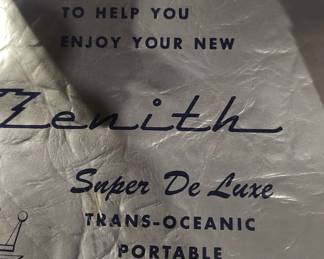 TO HELP YOU
ENJOY YOUR NEW
Zenith
Super De Luxe
TRANS-OCEANIC
PORTABLE